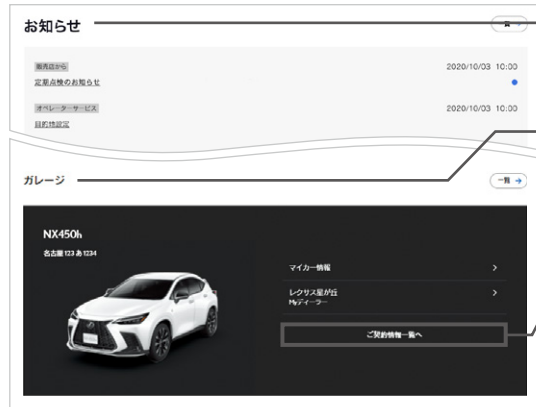 お知らせ
一覧 →
販売店から
2020/10/03 10:00
定期点検のお知らせ
オペレーターサービス
2020/10/03 10:00
目的地設定
ガレージ
一覧 →
NX450h
名古屋 123 あ 1234
マイカー情報
レクサス星が丘
Myディーラー
ご契約情報一覧へ